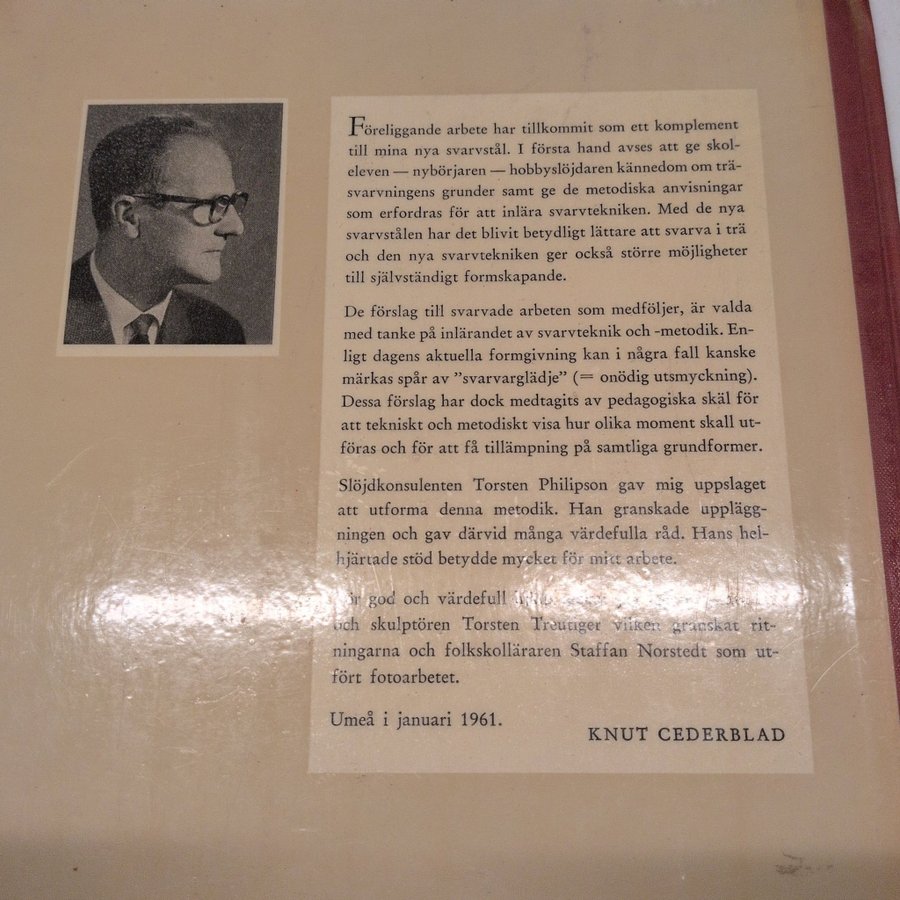 Föreliggande arbete har tillkommit som ett komplement
till mina nya svarvstål. I första hand avses att ge skol-
eleven — nybörjaren — hobbyslöjdaren kännedom om trä-
svarvningens grunder samt ge de metodiska anvisningar
som erfordras för att inlära svarvtekniken. Med de nya
svarvstålen har det blivit betydligt lättare att svarva i trä
och den nya svarvtekniken ger också större möjligheter
till självständigt formskapande.
De förslag till svarvade arbeten som medföljer, är valda
med tanke på inlärandet av svarvteknik och -metodik. En-
ligt dagens aktuella formgivning kan i några fall kanske
märkas spår av ”svarvarglädje” (= onödig utsmyckning).
Dessa förslag har dock medtagits av pedagogiska skäl för
att tekniskt och metodiskt visa hur olika moment skall ut-
föras och för att få tillämpning på samtliga grundformer.
Slöjdkonsulenten Torsten Philipson gav mig uppslaget
att utforma denna metodik. Han granskade upplägg-
ningen och gav därvid många värdefulla råd. Hans hel-
hjärtade stöd betydde mycket för mitt arbete.
För god och värdefull
och skulptören Torsten Treutiger vilken granskat rit-
ningarna och folkskolläraren Staffan Norstedt som ut-
fört fotoarbetet.
Umeå i januari 1961.
KNUT CEDERBLAD